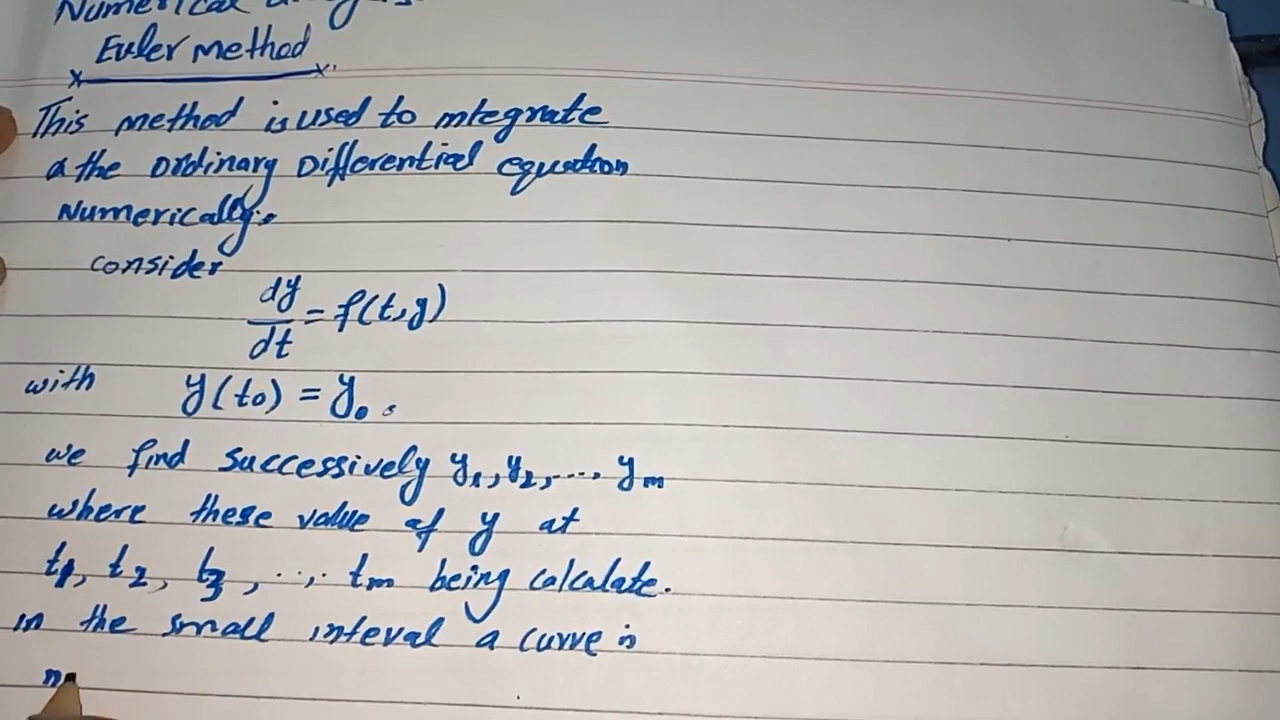 Numerical
Euler method
This method is used to integrate
the ordinary Differential equation
Numerically.
consider
dy/dt = f(t,y)
with y(t0) = y0.
we find successively y1, y2, ..., ym
where these value of y at
t1, t2, t3, ..., tm being calculate.
in the small interval a curve is